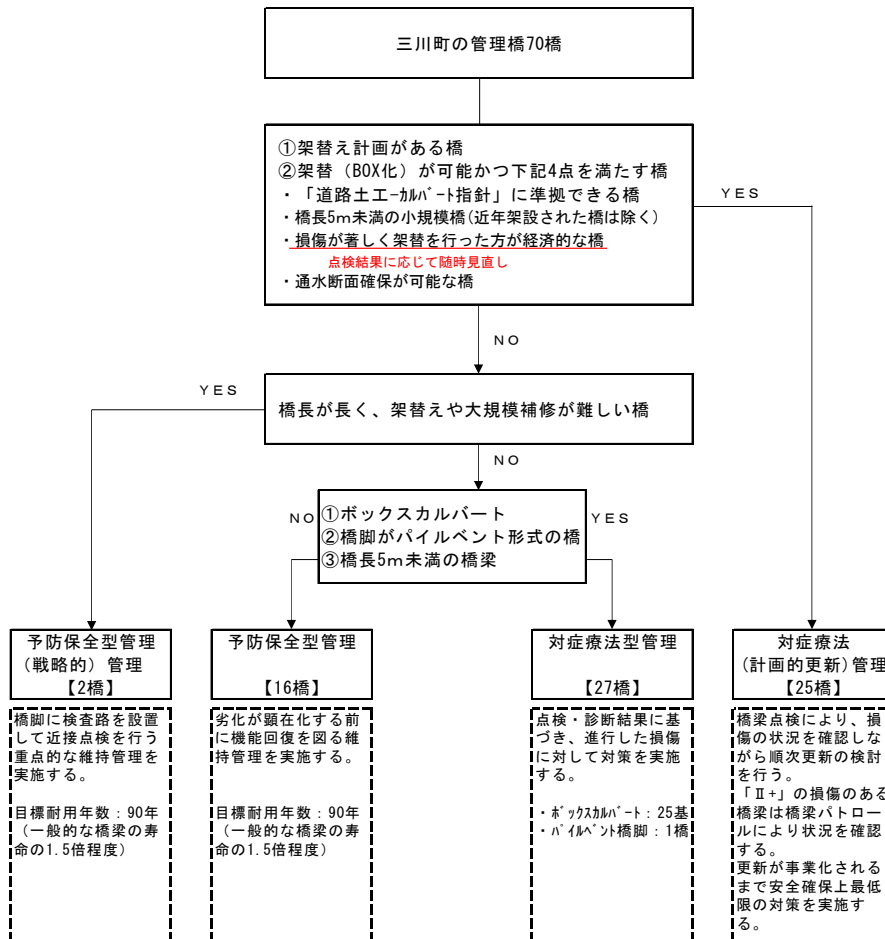 三川町の管理橋70橋
①架替え計画がある橋
②架替（BOX化）が可能かつ下記4点を満たす橋
・「道路土工ｰｶﾙﾊﾞｰﾄ指針」に準拠できる橋
・橋長5m未満の小規模橋(近年架設された橋は除く)
・損傷が著しく架替を行った方が経済的な橋
点検結果に応じて随時見直し
・通水断面確保が可能な橋
YES
NO
YES
橋長が長く、架替えや大規模補修が難しい橋
NO
NO
①ボックスカルバート
②橋脚がパイルベント形式の橋
③橋長5m未満の橋梁
YES
予防保全型管理
(戦略的）管理
【2橋】
橋脚に検査路を設置
して近接点検を行う
重点的な維持管理を
実施する。
目標耐用年数：90年
（一般的な橋梁の寿
命の1.5倍程度）
予防保全型管理
【16橋】
劣化が顕在化する前
に機能回復を図る維
持管理を実施する。
目標耐用年数：90年
（一般的な橋梁の寿
命の1.5倍程度）
対症療法型管理
【27橋】
点検・診断結果に基
づき、進行した損傷
に対して対策を実施
する。
・ﾎﾞｯｸｽｶﾙﾊﾞｰﾄ：25基
・ﾊﾟｲﾙﾍﾞﾝﾄ橋脚：1橋
対症療法
(計画的更新)管理
【25橋】
橋梁点検により、損
傷の状況を確認しな
がら順次更新の検討
を行う。
「Ⅱ+」の損傷のある
橋梁は橋梁パトロー
ルにより状況を確認
する。
更新が事業化される
まで安全確保上最低
限の対策を実施す
る。